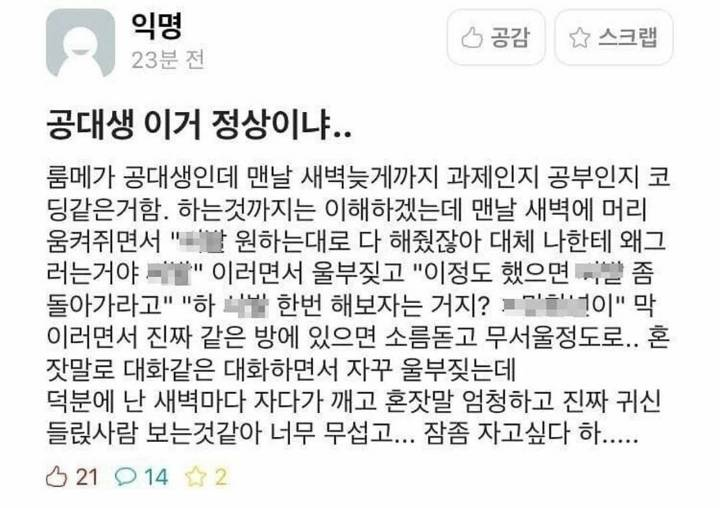 익명
23분 전
공감
스크랩
공대생 이거 정상이냐..
룸메가 공대생인데 맨날 새벽늦게까지 과제인지 공부인지 코
딩같은거함. 하는것까지는 이해하겠는데 맨날 새벽에 머리
움켜쥐면서 " 원하는대로 다 해줬잖아 대체 나한테 왜그
러는거야 " 이러면서 울부짖고 "이정도 했으면 좀
돌아가라고" "하 한번 해보자는 거지? 이" 막
이러면서 진짜 같은 방에 있으면 소름돋고 무서울정도로.. 혼
잣말로 대화같은 대화하면서 자꾸 울부짖는데
덕분에 난 새벽마다 자다가 깨고 혼잣말 엄청하고 진짜 귀신
들릱사람 보는것같아 너무 무섭고... 잠좀 자고싶다 하.....
21 14 2